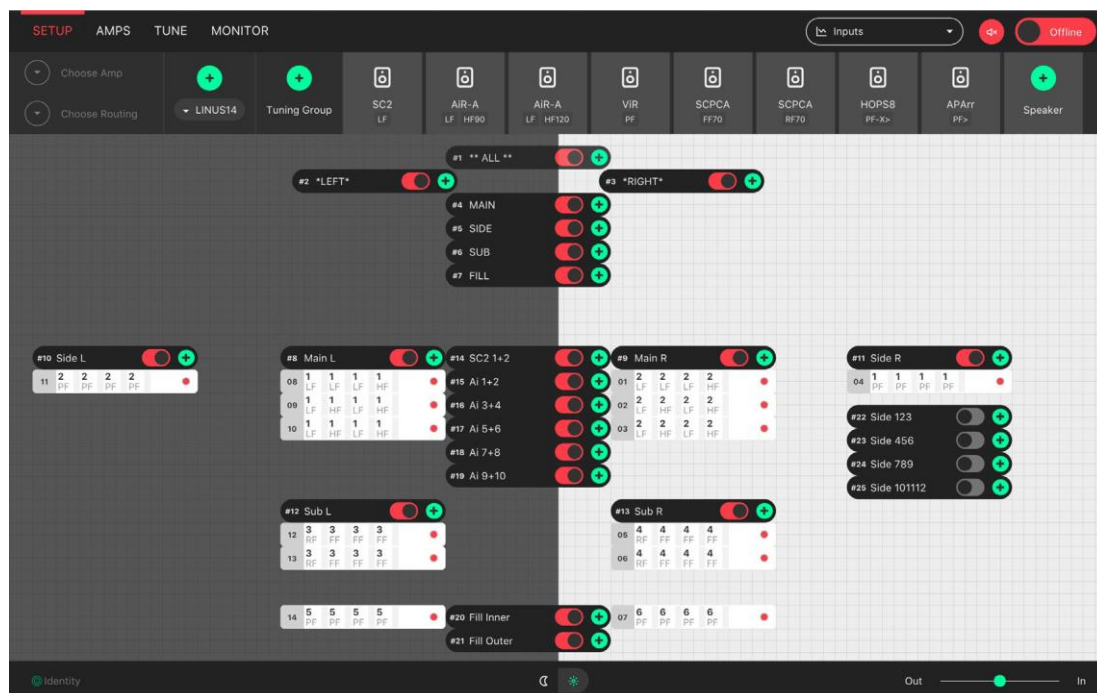 SETUP AMPS TUNE MONITOR Inputs Offline
Choose Amp
Choose Routing
LINUS14
Tuning Group
SC2
LF
AiR-A
LF HF90
AiR-A
LF HF120
ViR
PF
SCPCA
FF70
SCPCA
RF70
HOPS8
PF-X>
APArr
PF>
Speaker
#1 ** ALL **
#2 *LEFT*
#3 *RIGHT*
#4 MAIN
#5 SIDE
#6 SUB
#7 FILL
#10 Side L
11 2 2 2 2
PF PF PF PF
#8 Main L
08 1 1 1 1
LF LF LF HF
09 1 1 1 1
LF HF LF HF
10 1 1 1 1
LF HF LF HF
#14 SC2 1+2
#15 Ai 1+2
#16 Ai 3+4
#17 Ai 5+6
#18 Ai 7+8
#19 Ai 9+10
#9 Main R
01 2 2 2 2
LF LF LF HF
02 2 2 2 2
LF HF LF HF
03 2 2 2 2
LF HF LF HF
#11 Side R
04 1 1 1 1
PF PF PF PF
#22 Side 123
#23 Side 456
#24 Side 789
#25 Side 101112
#12 Sub L
12 3 3 3 3
RF FF FF FF
13 3 3 3 3
RF FF FF FF
#13 Sub R
05 4 4 4 4
RF FF FF FF
06 4 4 4 4
RF FF FF FF
14 5 5 5 5
PF PF PF PF
#20 Fill Inner
#21 Fill Outer
07 6 6 6 6
PF PF PF PF
Identity
Out In